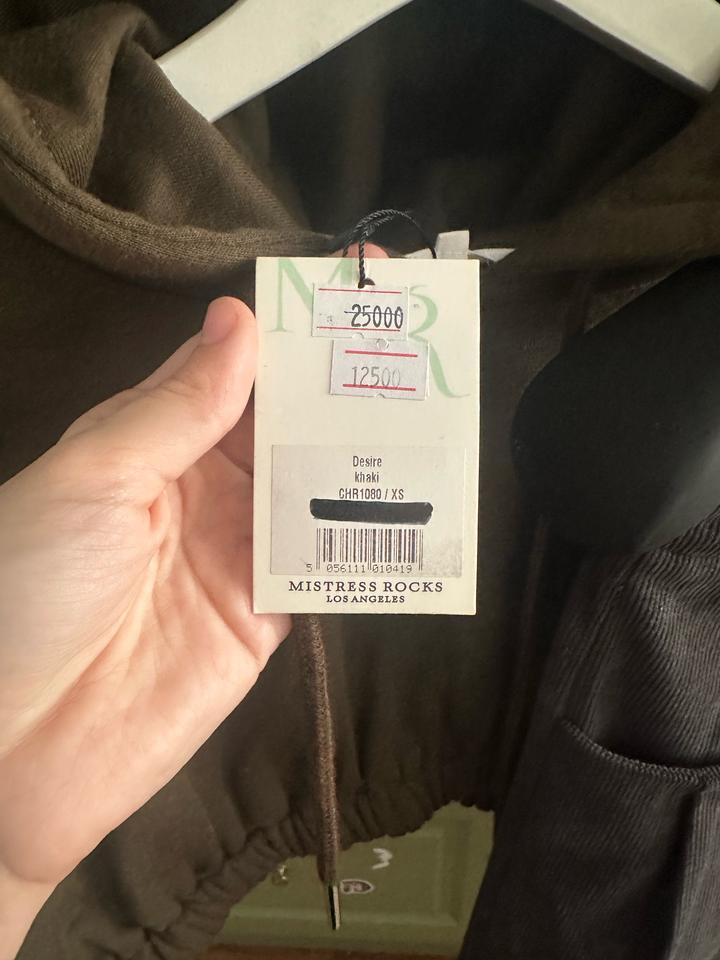 MR
25000
12500
Desire
khaki
CHR1080 / XS
5 056111 010419
MISTRESS ROCKS
LOS ANGELES